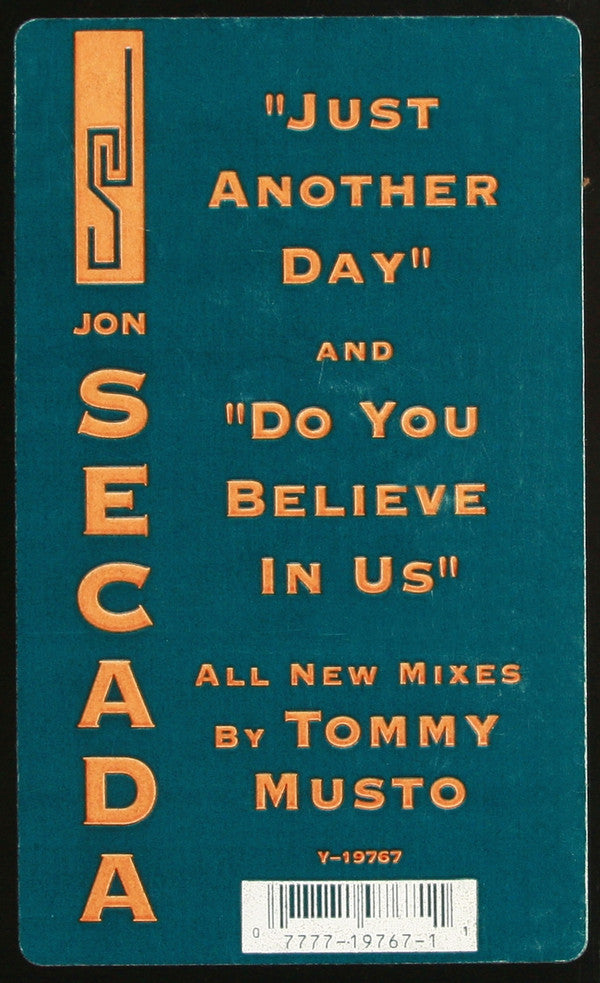 JON
SECADA
"JUST
ANOTHER
DAY"
AND
"DO YOU
BELIEVE
IN US"
ALL NEW MIXES
BY TOMMY
MUSTO
Y-19767
0 7777-19767-1 1